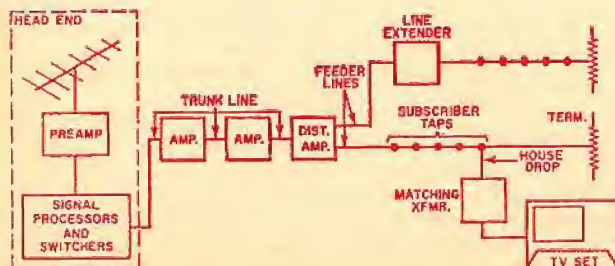 HEAD END
PREAMP
SIGNAL
PROCESSORS
AND
SWITCHERS
TRUNK LINE
AMP.
AMP.
DIST.
AMP.
FEEDER
LINES
LINE
EXTENDER
SUBSCRIBER
TAPS
TERM.
HOUSE
DROP
MATCHING
XFMR.
TV SET